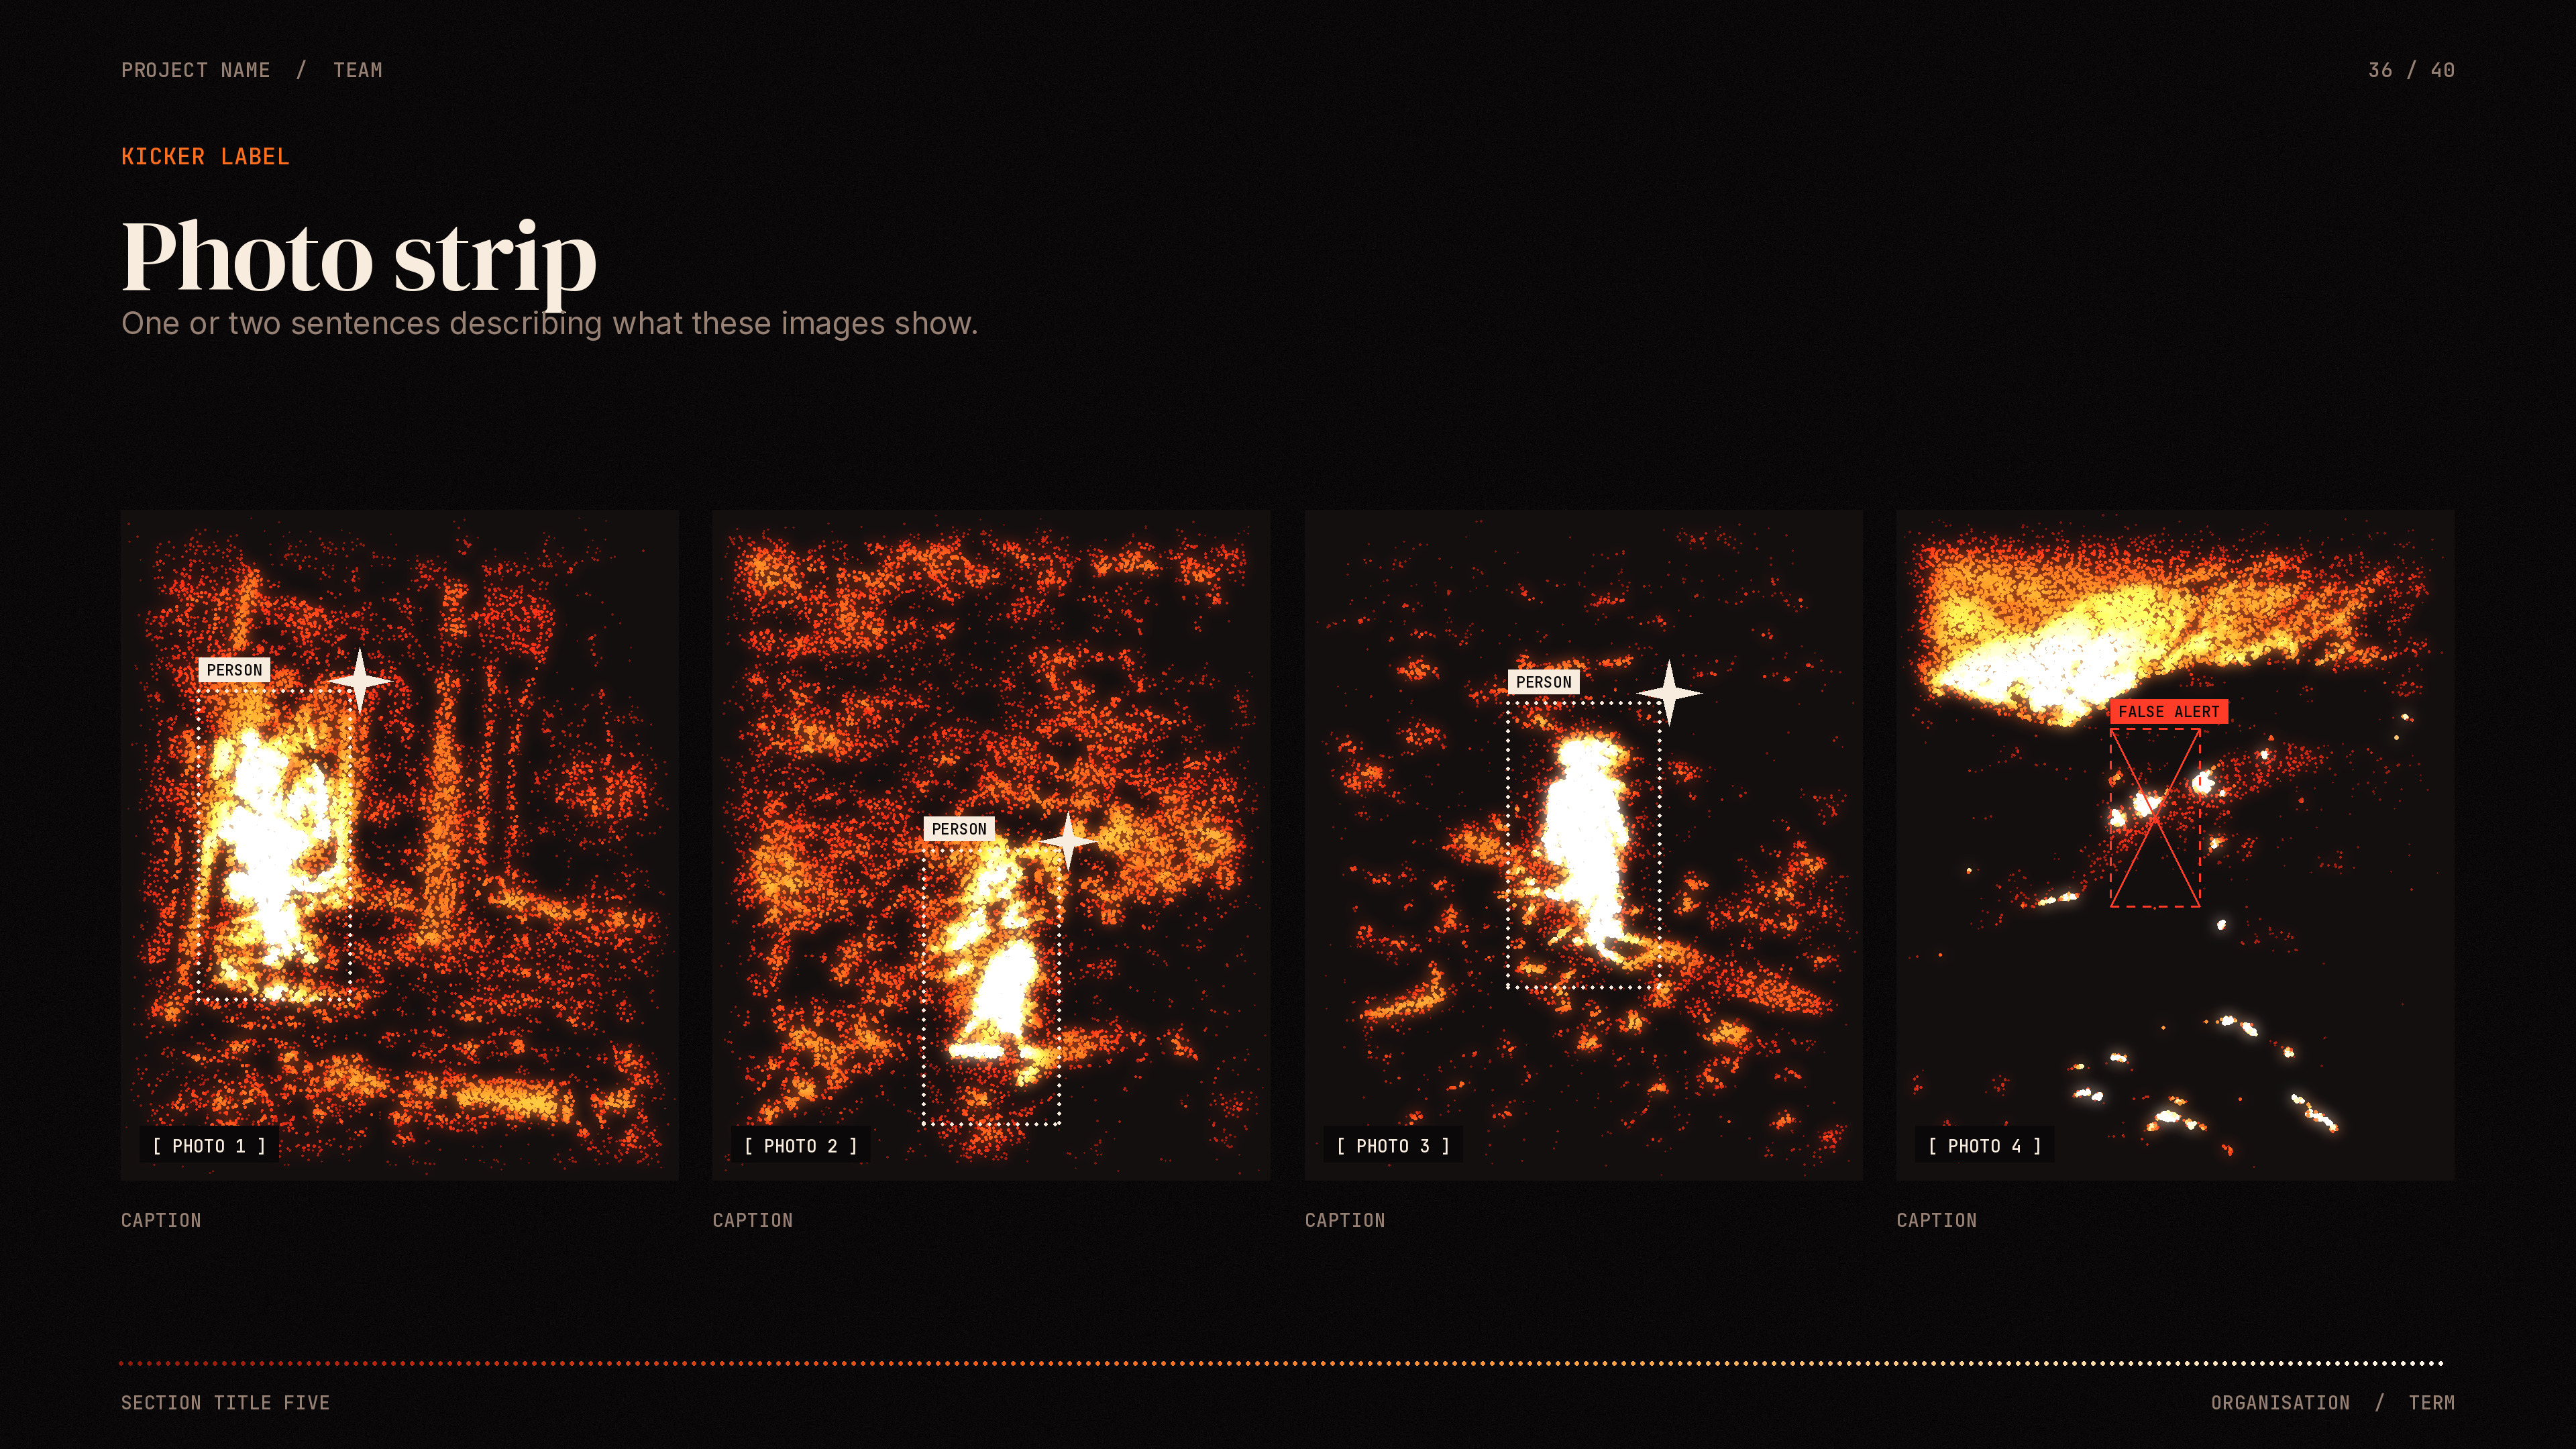 PROJECT NAME / TEAM
36 / 40
KICKER LABEL
Photo strip
One or two sentences describing what these images show.
PERSON
PERSON
PERSON
FALSE ALERT
[ PHOTO 1 ]
[ PHOTO 2 ]
[ PHOTO 3 ]
[ PHOTO 4 ]
CAPTION
CAPTION
CAPTION
CAPTION
SECTION TITLE FIVE
ORGANISATION / TERM